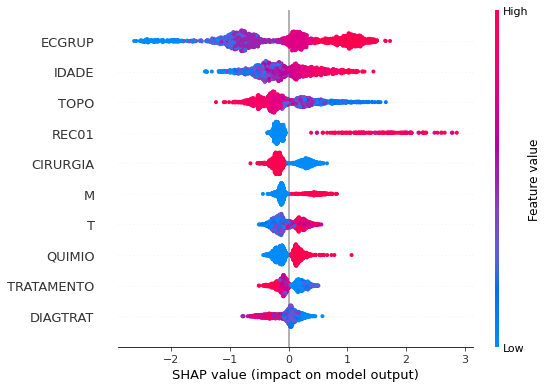 High
ECGRUP
IDADE
TOPO
REC01
CIRURGIA
M
T
QUIMIO
TRATAMENTO
DIAGTRAT
Feature value
Low
−2 −1 0 1 2 3
SHAP value (impact on model output)